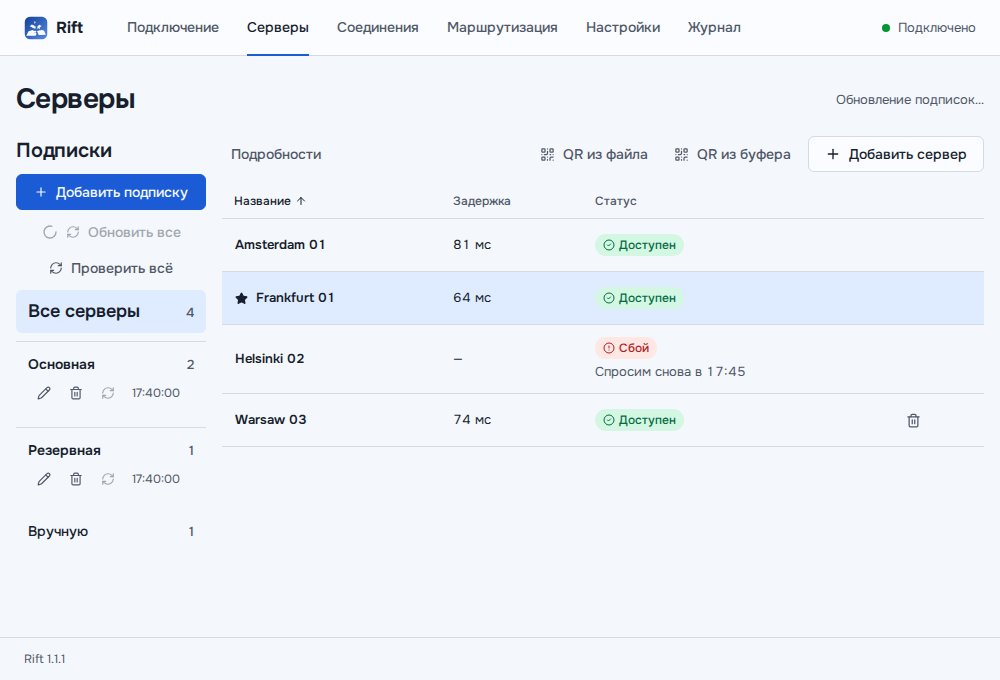 Rift
Подключение
Серверы
Соединения
Маршрутизация
Настройки
Журнал
Подключено
Серверы
Обновление подписок…
Подписки
Добавить подписку
Обновить все
Проверить всё
Все серверы 4
Основная 2
17:40:00
Резервная 1
17:40:00
Вручную 1
Подробности
QR из файла
QR из буфера
Добавить сервер
Название Задержка Статус
Amsterdam 01 81 мс Доступен
Frankfurt 01 64 мс Доступен
Helsinki 02 – Сбой
Спросим снова в 17:45
Warsaw 03 74 мс Доступен
Rift 1.1.1